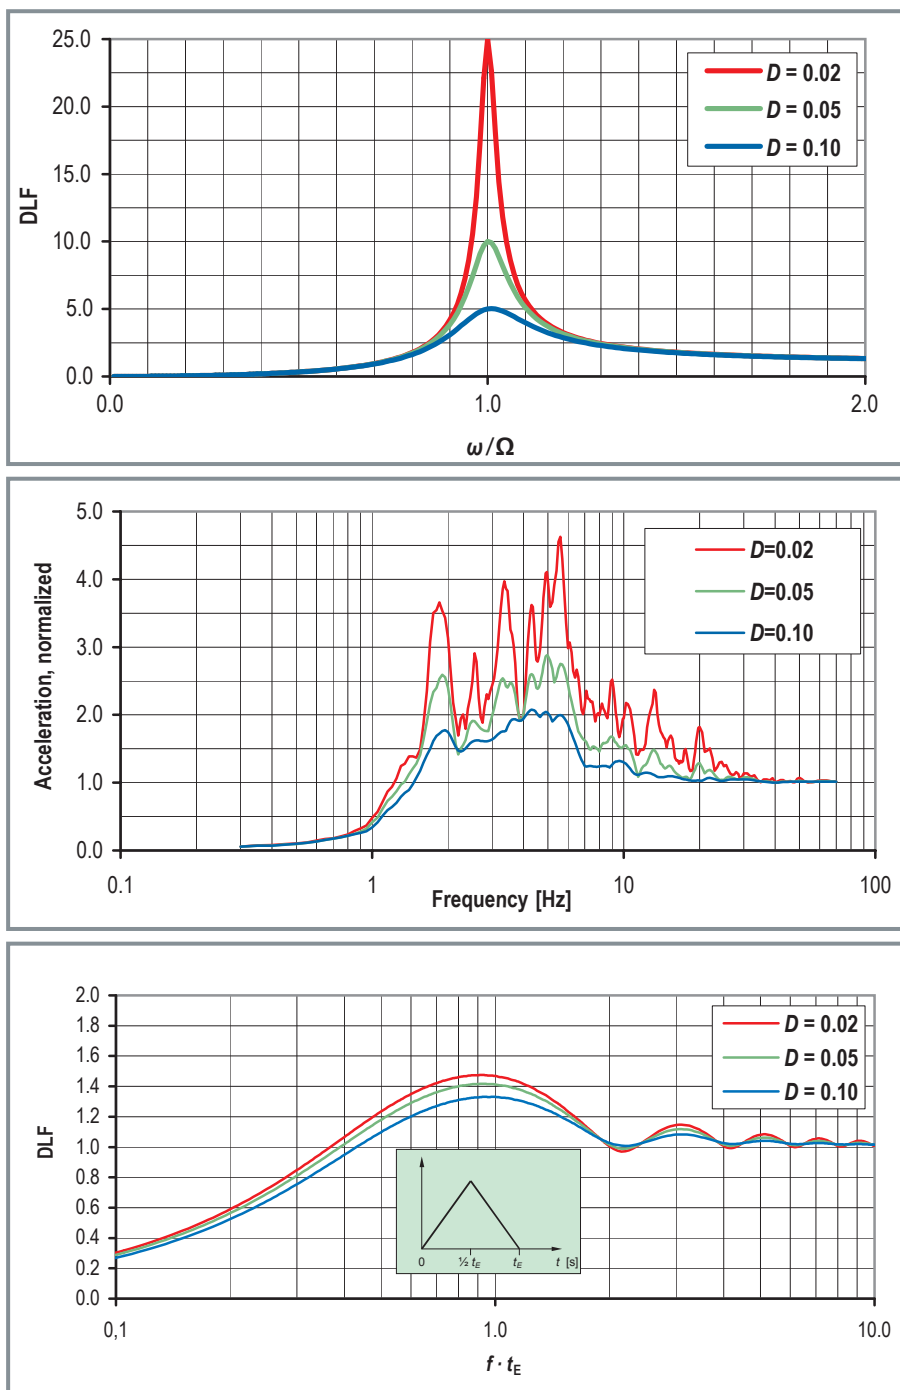 25.0
20.0
15.0
10.0
5.0
0.0
DLF
0.0
1.0
2.0
ω/Ω
D = 0.02
D = 0.05
D = 0.10
5.0
4.0
3.0
2.0
1.0
0.0
Acceleration, normalized
0.1
1
10
100
Frequency [Hz]
D=0.02
D=0.05
D=0.10
2.0
1.8
1.6
1.4
1.2
1.0
0.8
0.6
0.4
0.2
0.0
DLF
D = 0.02
D = 0.05
D = 0.10
0 ½ tE tE t [s]
0,1
1.0
10.0
f · tE